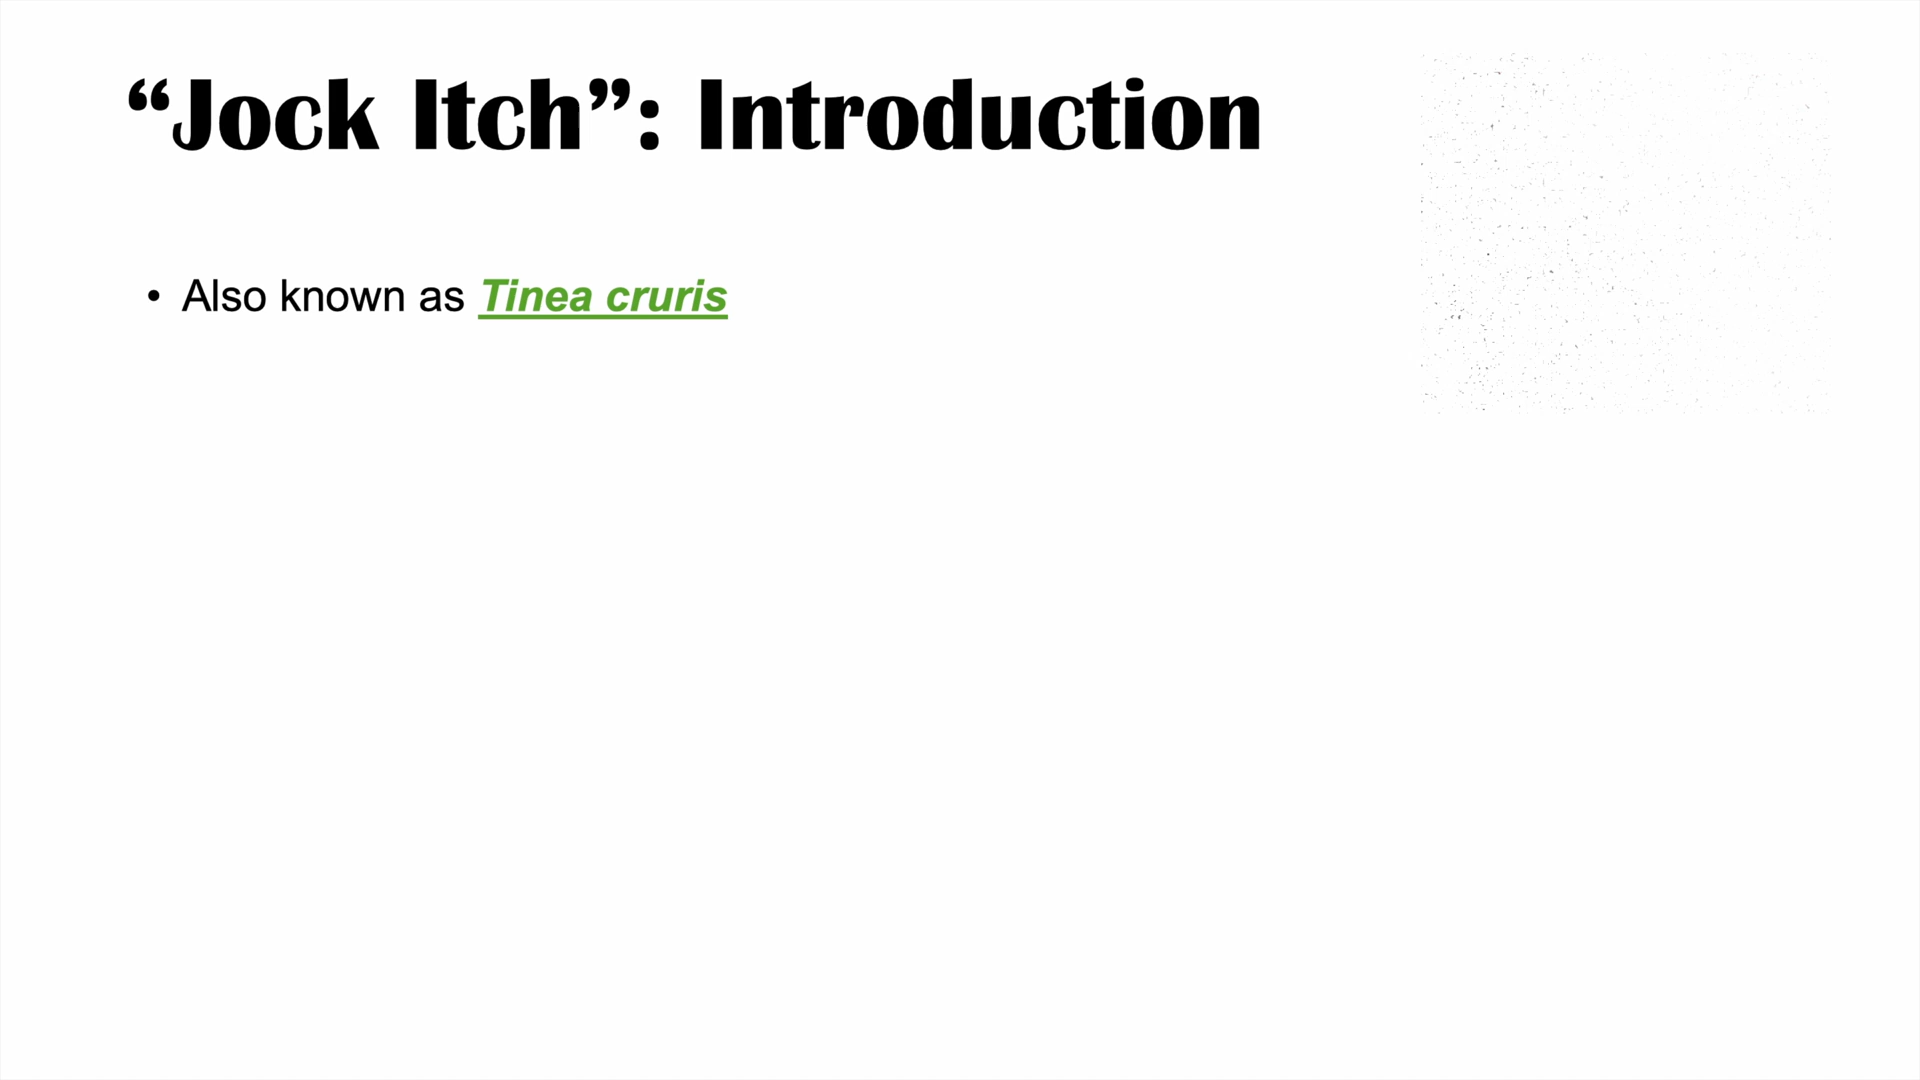 “Jock Itch”: Introduction
• Also known as Tinea cruris